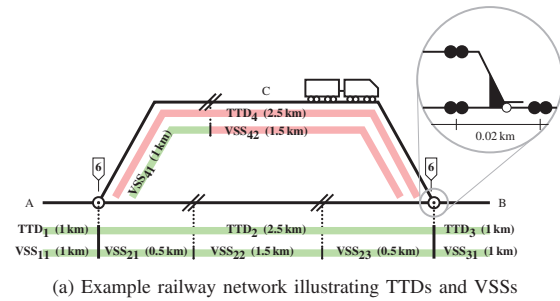 C
TTD4 (2.5 km)
VSS42 (1.5 km)
VSS41 (1 km)
0.02 km
6
6
A
B
TTD1 (1 km)
TTD2 (2.5 km)
TTD3 (1 km)
VSS11 (1 km)
VSS21 (0.5 km)
VSS22 (1.5 km)
VSS23 (0.5 km)
VSS31 (1 km)
(a) Example railway network illustrating TTDs and VSSs